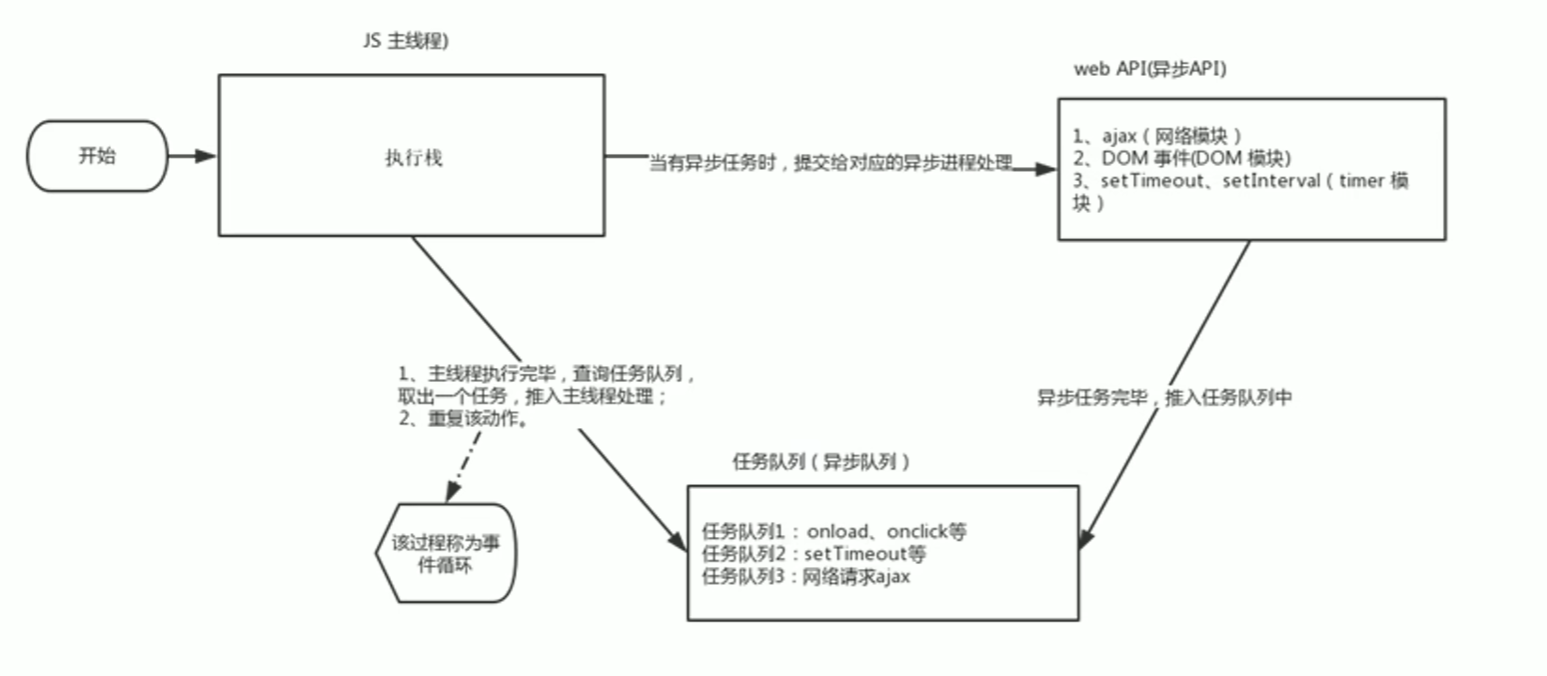 JS 主线程)
web API(异步API)
开始
执行栈
当有异步任务时，提交给对应的异步进程处理
1、ajax（网络模块）
2、DOM 事件(DOM 模块)
3、setTimeout、setInterval（timer 模
块）
1、主线程执行完毕，查询任务队列，
取出一个任务，推入主线程处理；
2、重复该动作。
异步任务完毕，推入任务队列中
任务队列（异步队列）
该过程称为事
件循环
任务队列1：onload、onclick等
任务队列2：setTimeout等
任务队列3：网络请求ajax